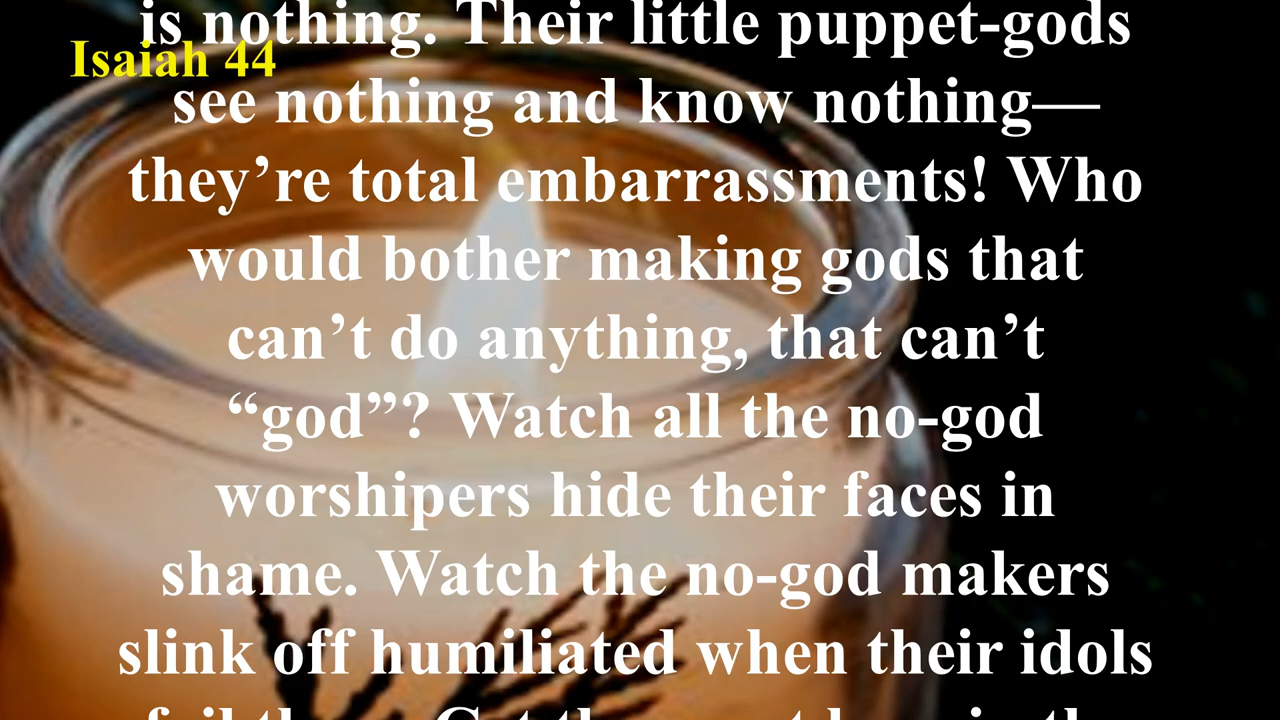 is nothing. Their little puppet-gods
Isaiah 44
see nothing and know nothing—
they’re total embarrassments! Who
would bother making gods that
can’t do anything, that can’t
“god”? Watch all the no-god
worshipers hide their faces in
shame. Watch the no-god makers
slink off humiliated when their idols